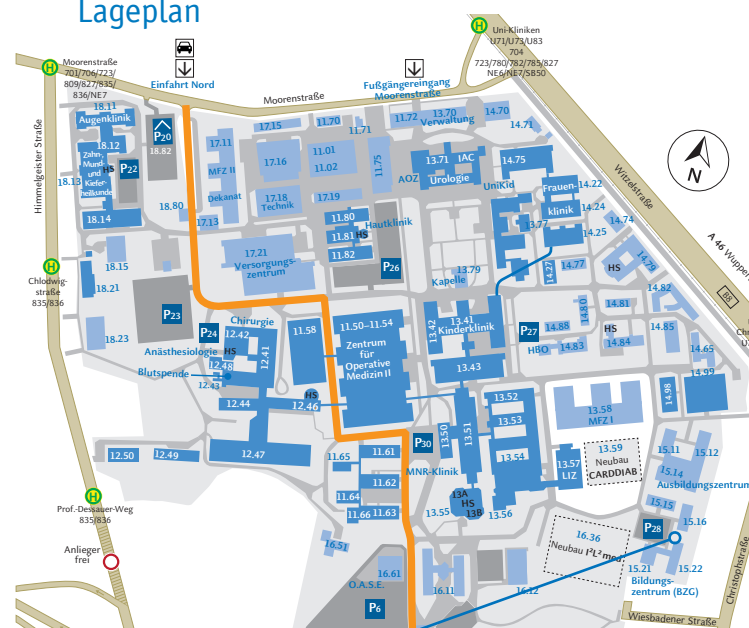 Lageplan
H
Moorenstraße
701/706/723/
809/827/835/
836/NE7
Einfahrt Nord
Moorenstraße
Fußgängereingang
Moorenstraße
H
Uni-Kliniken
U71/U73/U83
704
723/780/782/785/827
NE6/NE7/SB50
Himmelgeister Straße
Witzelstraße
N
18.11
Augenklinik
18.12
Zahn-,
Mund-
und
Kiefer-
heilkunde
HS
P22
18.13
18.14
P20
18.82
18.80
17.11
MFZ II
Dekanat
17.13
17.15
17.16
17.18
Technik
11.70
11.71
11.01
11.02
17.19
11.75
11.72
13.70
Verwaltung
14.70
14.71
AOZ
13.71
IAC
Urologie
14.75
UniKid
Frauen-
klinik
14.22
14.24
14.25
14.74
13.77
11.80
11.81
HS
11.82
Hautklinik
P26
17.21
Versorgungs-
zentrum
13.79
Kapelle
14.27
14.77
HS
14.79
14.82
A 46 Wupper
B8
H
Chlodwig-
straße
835/836
18.15
18.21
18.23
P23
P24
Chirurgie
12.42
12.41
Anästhesiologie
HS
Blutspende
12.48
12.43
12.44
12.46
HS
12.47
12.49
12.50
11.58
11.50–11.54
Zentrum
für
Operative
Medizin II
13.42
13.41
Kinderklinik
13.43
P27
14.80
14.81
14.88
HS
HBO
14.83
14.84
14.85
14.65
14.99
14.98
13.52
13.53
13.54
13.50
13.51
P30
MNR-Klinik
13A
HS
13B
13.55
13.56
13.57
LIZ
13.58
MFZ I
13.59
Neubau
CARDDIAB
15.11
15.12
15.14
Ausbildungszentrum
15.15
15.16
P28
15.21
15.22
Bildungs-
zentrum (BZG)
16.36
Neubau I²L² med
11.65
11.61
11.62
11.64
11.66
11.63
16.51
16.61
O.A.S.E.
P6
16.11
16.12
H
Prof.-Dessauer-Weg
835/836
Anlieger
frei
Christophstraße
Wiesbadener Straße